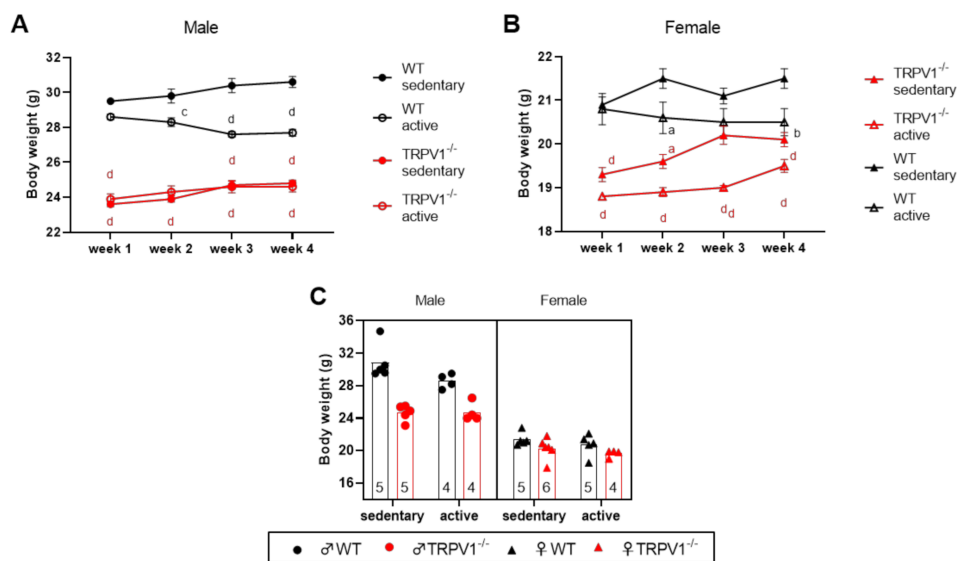 A
Male
31
28
26
24
22
Body weight (g)
c
d
d
d
d
d
d
d
d
d
d
week 1
week 2
week 3
week 4
WT
sedentary
WT
active
TRPV1-/-
sedentary
TRPV1-/-
active
B
Female
22
21
20
19
18
Body weight (g)
a
b
d
a
d
d
d
d
d
d
week 1
week 2
week 3
week 4
TRPV1-/-
sedentary
TRPV1-/-
active
WT
sedentary
WT
active
C
Male
Female
36
32
28
24
20
16
Body weight (g)
5
5
4
4
5
6
5
4
sedentary
active
sedentary
active
♂WT
♂TRPV1-/-
♀WT
♀TRPV1-/-